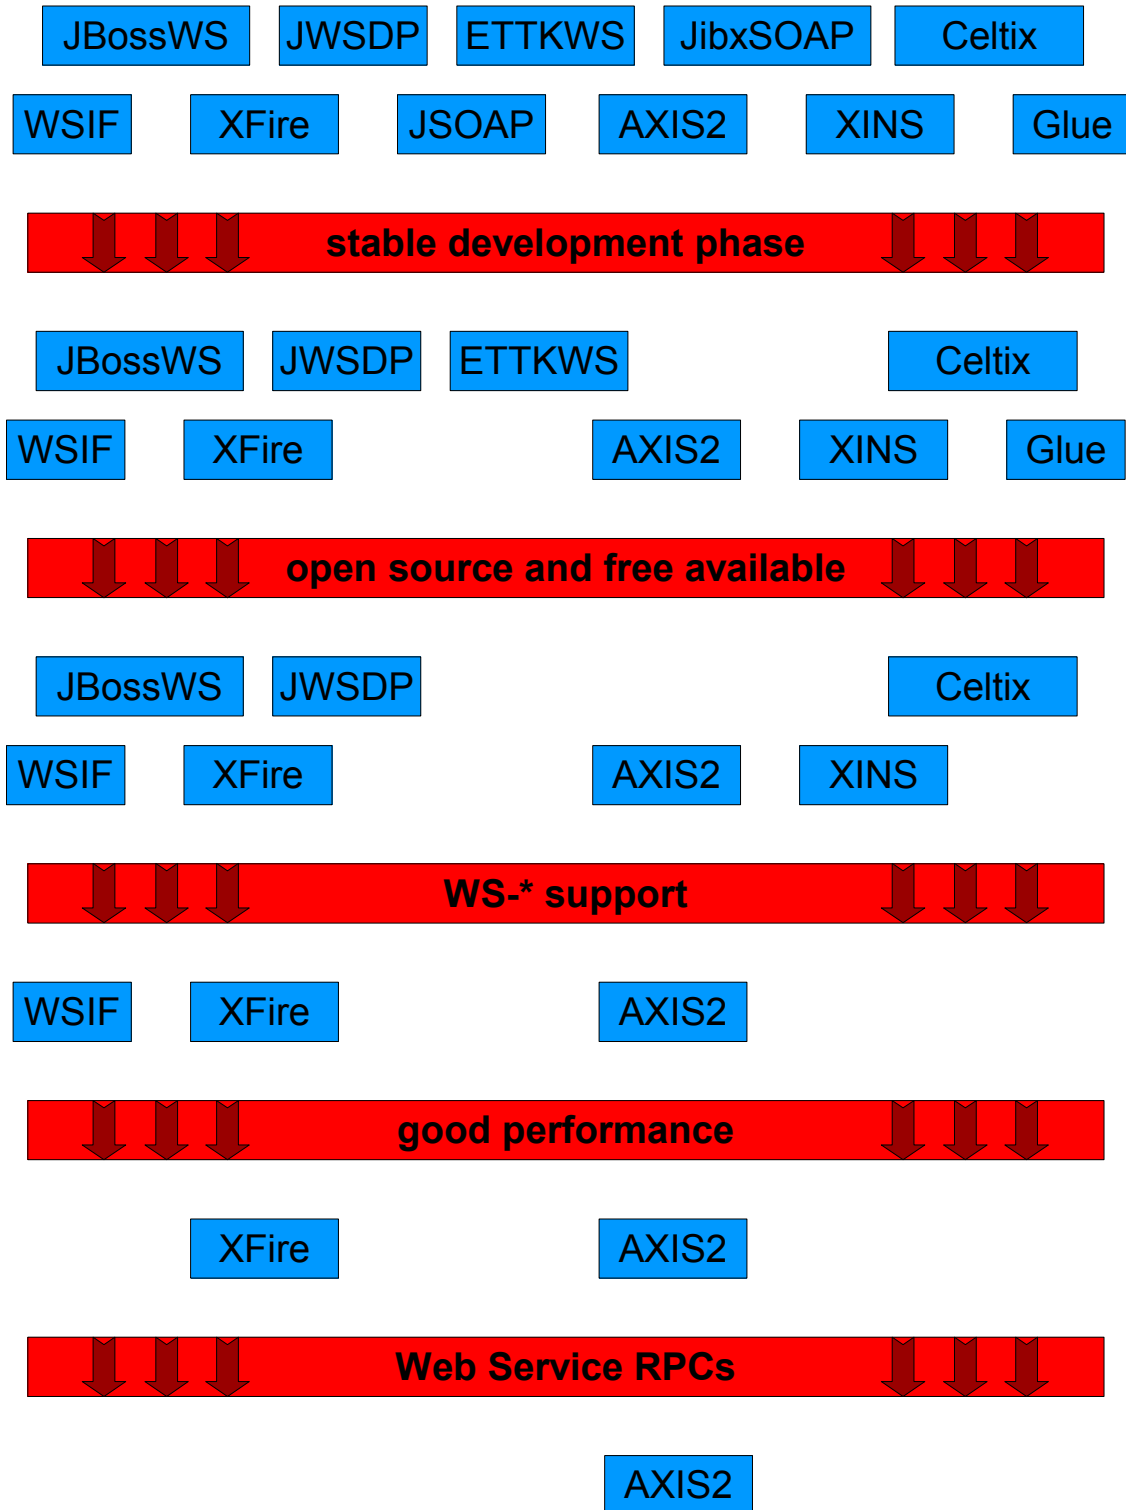 JBossWS JWSDP ETTKWS JibxSOAP Celtix
WSIF XFire JSOAP AXIS2 XINS Glue
stable development phase
JBossWS JWSDP ETTKWS Celtix
WSIF XFire AXIS2 XINS Glue
open source and free available
JBossWS JWSDP Celtix
WSIF XFire AXIS2 XINS
WS-* support
WSIF XFire AXIS2
good performance
XFire AXIS2
Web Service RPCs
AXIS2